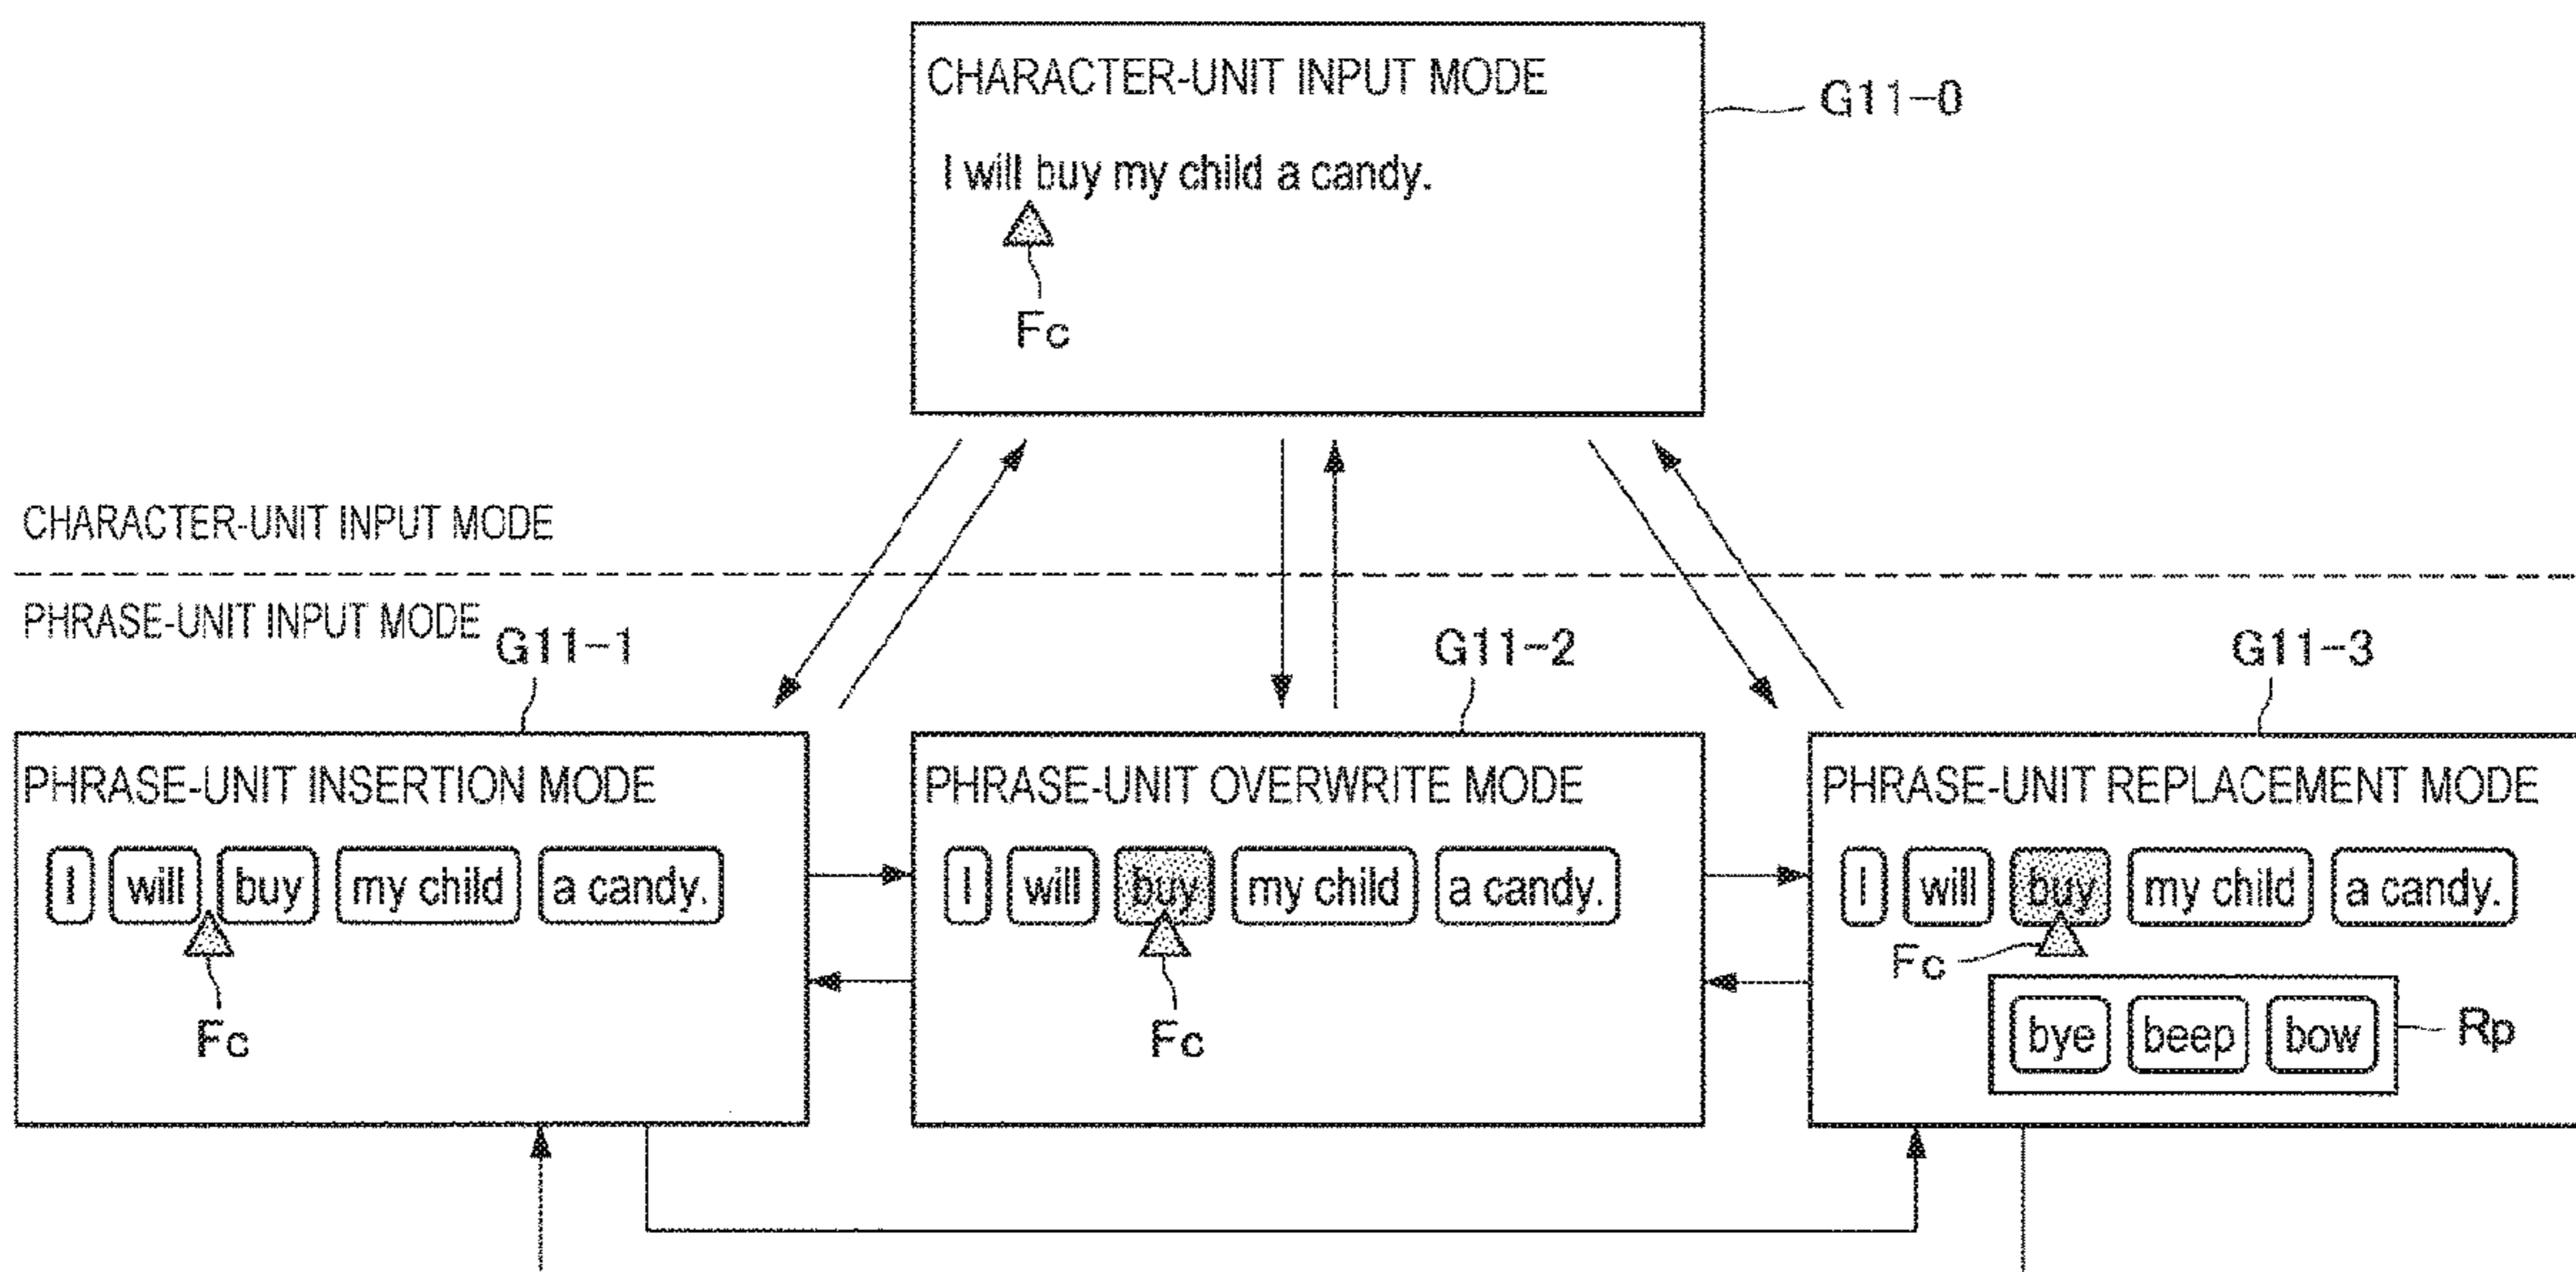 CHARACTER-UNIT INPUT MODE
G11-0
I will buy my child a candy.
Fc
CHARACTER-UNIT INPUT MODE
PHRASE-UNIT INPUT MODE
G11-1
G11-2
G11-3
PHRASE-UNIT INSERTION MODE
I will buy my child a candy.
Fc
PHRASE-UNIT OVERWRITE MODE
I will buy my child a candy.
Fc
PHRASE-UNIT REPLACEMENT MODE
I will buy my child a candy.
Fc
bye beep bow
Rp